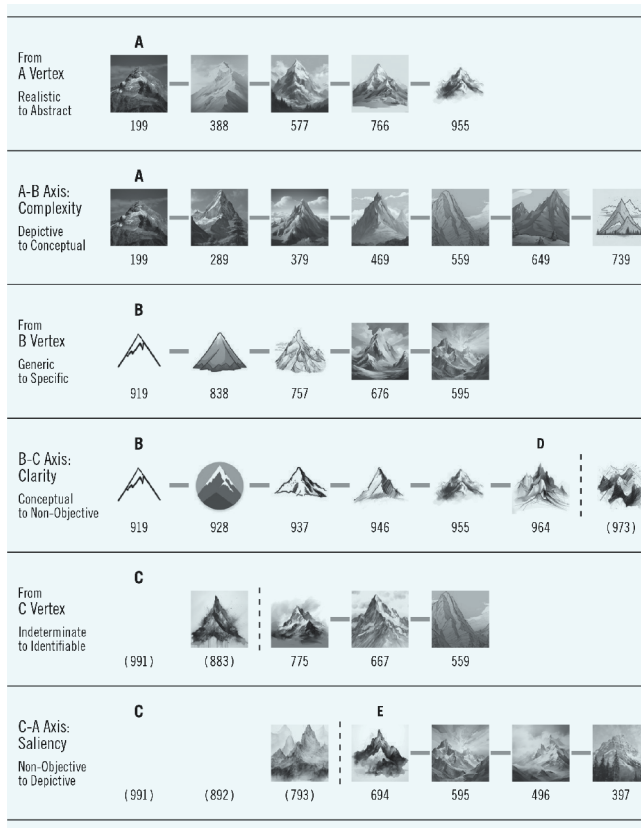 A
From
A Vertex
Realistic
to Abstract
199 388 577 766 955
A
A-B Axis:
Complexity
Depictive
to Conceptual
199 289 379 469 559 649 739
B
From
B Vertex
Generic
to Specific
919 838 757 676 595
B D
B-C Axis:
Clarity
Conceptual
to Non-Objective
919 928 937 946 955 964 (973)
C
From
C Vertex
Indeterminate
to Identifiable
(991) (883) 775 667 559
C E
C-A Axis:
Saliency
Non-Objective
to Depictive
(991) (892) (793) 694 595 496 397